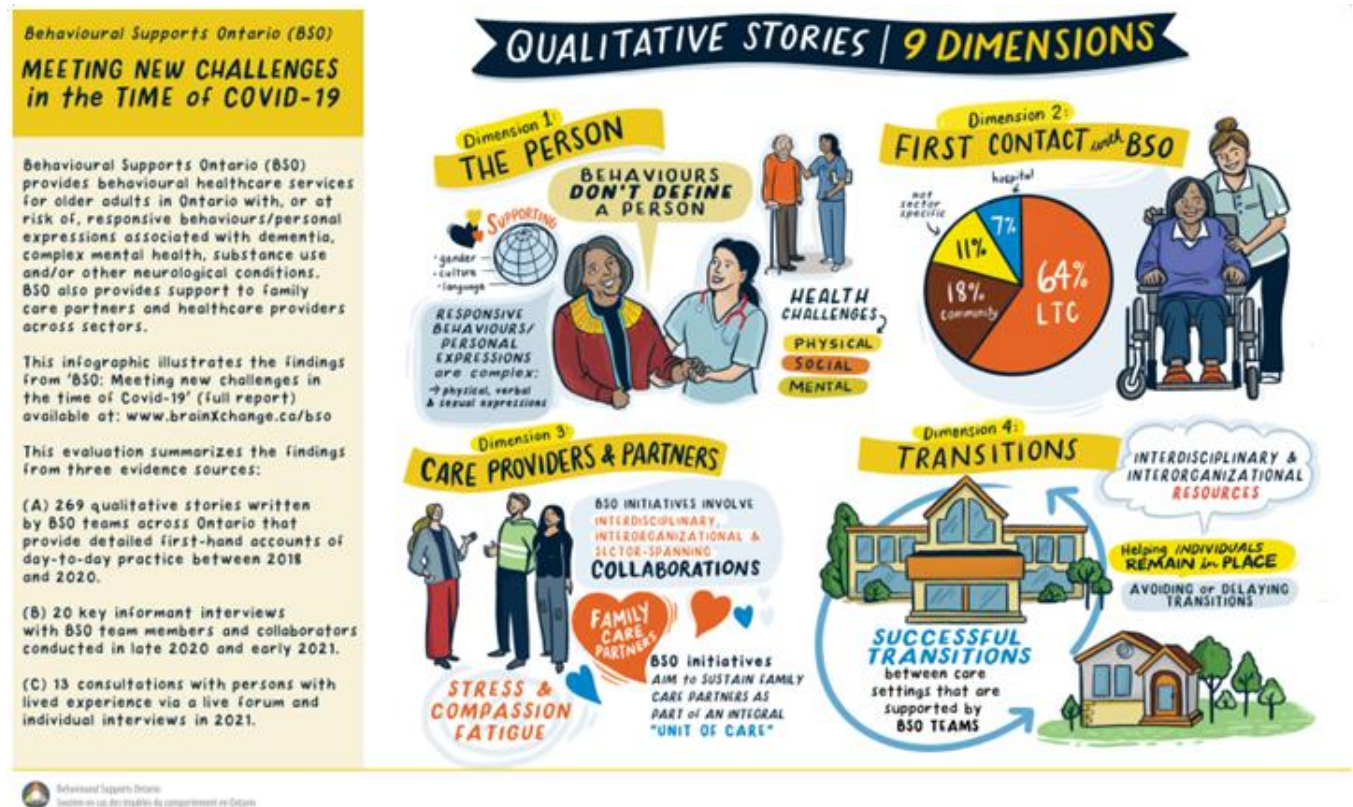 Behavioural Supports Ontario (BSO)
MEETING NEW CHALLENGES
in the TIME of COVID-19
Behavioural Supports Ontario (BSO)
provides behavioural healthcare services
for older adults in Ontario with, or at
risk of, responsive behaviours/personal
expressions associated with dementia,
complex mental health, substance use
and/or other neurological conditions.
BSO also provides support to family
care partners and healthcare providers
across sectors.
This infographic illustrates the findings
from 'BSO: Meeting new challenges in
the time of Covid-19' (full report)
available at: www.brainXchange.ca/bso
This evaluation summarizes the findings
from three evidence sources:
(A) 269 qualitative stories written
by BSO teams across Ontario that
provide detailed first-hand accounts of
day-to-day practice between 2018
and 2020.
(B) 20 key informant interviews
with BSO team members and collaborators
conducted in late 2020 and early 2021.
(C) 13 consultations with persons with
lived experience via a live forum and
individual interviews in 2021.
QUALITATIVE STORIES | 9 DIMENSIONS
Dimension 1:
THE PERSON
BEHAVIOURS
DON'T DEFINE
A PERSON
SUPPORTING
• gender
• culture
• language
RESPONSIVE
BEHAVIOURS/
PERSONAL
EXPRESSIONS
are complex:
→ physical, verbal
& sexual expressions
HEALTH
CHALLENGES
PHYSICAL
SOCIAL
MENTAL
Dimension 2:
FIRST CONTACT with BSO
hospital
not
sector
specific
7%
11%
18%
community
64%
LTC
Dimension 3:
CARE PROVIDERS & PARTNERS
BSO INITIATIVES INVOLVE
INTERDISCIPLINARY,
INTERORGANIZATIONAL &
SECTOR-SPANNING
COLLABORATIONS
FAMILY
CARE
PARTNERS
STRESS &
COMPASSION
FATIGUE
BSO initiatives
AIM to SUSTAIN FAMILY
CARE PARTNERS AS
PART of AN INTEGRAL
"UNIT OF CARE"
Dimension 4:
TRANSITIONS
INTERDISCIPLINARY &
INTERORGANIZATIONAL
RESOURCES
Helping INDIVIDUALS
REMAIN in PLACE
AVOIDING or DELAYING
TRANSITIONS
SUCCESSFUL
TRANSITIONS
between care
settings that are
supported by
BSO TEAMS
Behavioural Supports Ontario
Soutien en cas des troubles du comportement en Ontario